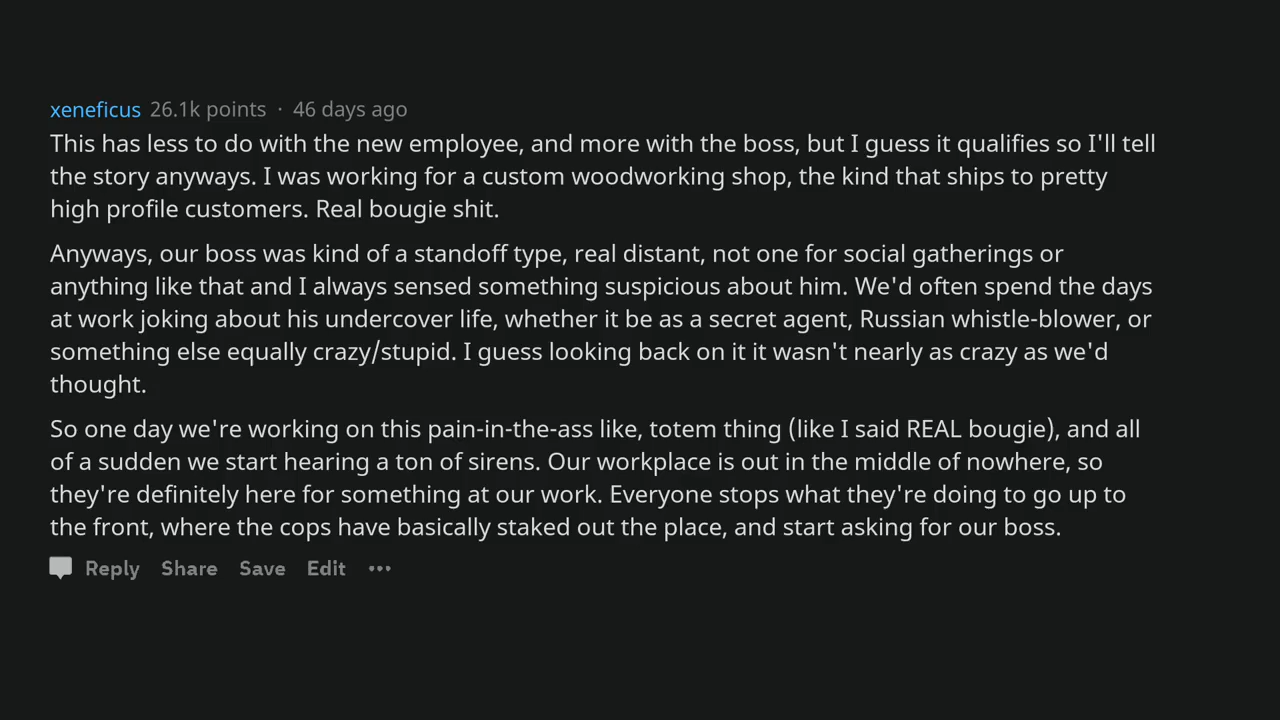 xeneficus 26.1k points · 46 days ago
This has less to do with the new employee, and more with the boss, but I guess it qualifies so I'll tell
the story anyways. I was working for a custom woodworking shop, the kind that ships to pretty
high profile customers. Real bougie shit.
Anyways, our boss was kind of a standoff type, real distant, not one for social gatherings or
anything like that and I always sensed something suspicious about him. We'd often spend the days
at work joking about his undercover life, whether it be as a secret agent, Russian whistle-blower, or
something else equally crazy/stupid. I guess looking back on it it wasn't nearly as crazy as we'd
thought.
So one day we're working on this pain-in-the-ass like, totem thing (like I said REAL bougie), and all
of a sudden we start hearing a ton of sirens. Our workplace is out in the middle of nowhere, so
they're definitely here for something at our work. Everyone stops what they're doing to go up to
the front, where the cops have basically staked out the place, and start asking for our boss.
Reply Share Save Edit •••